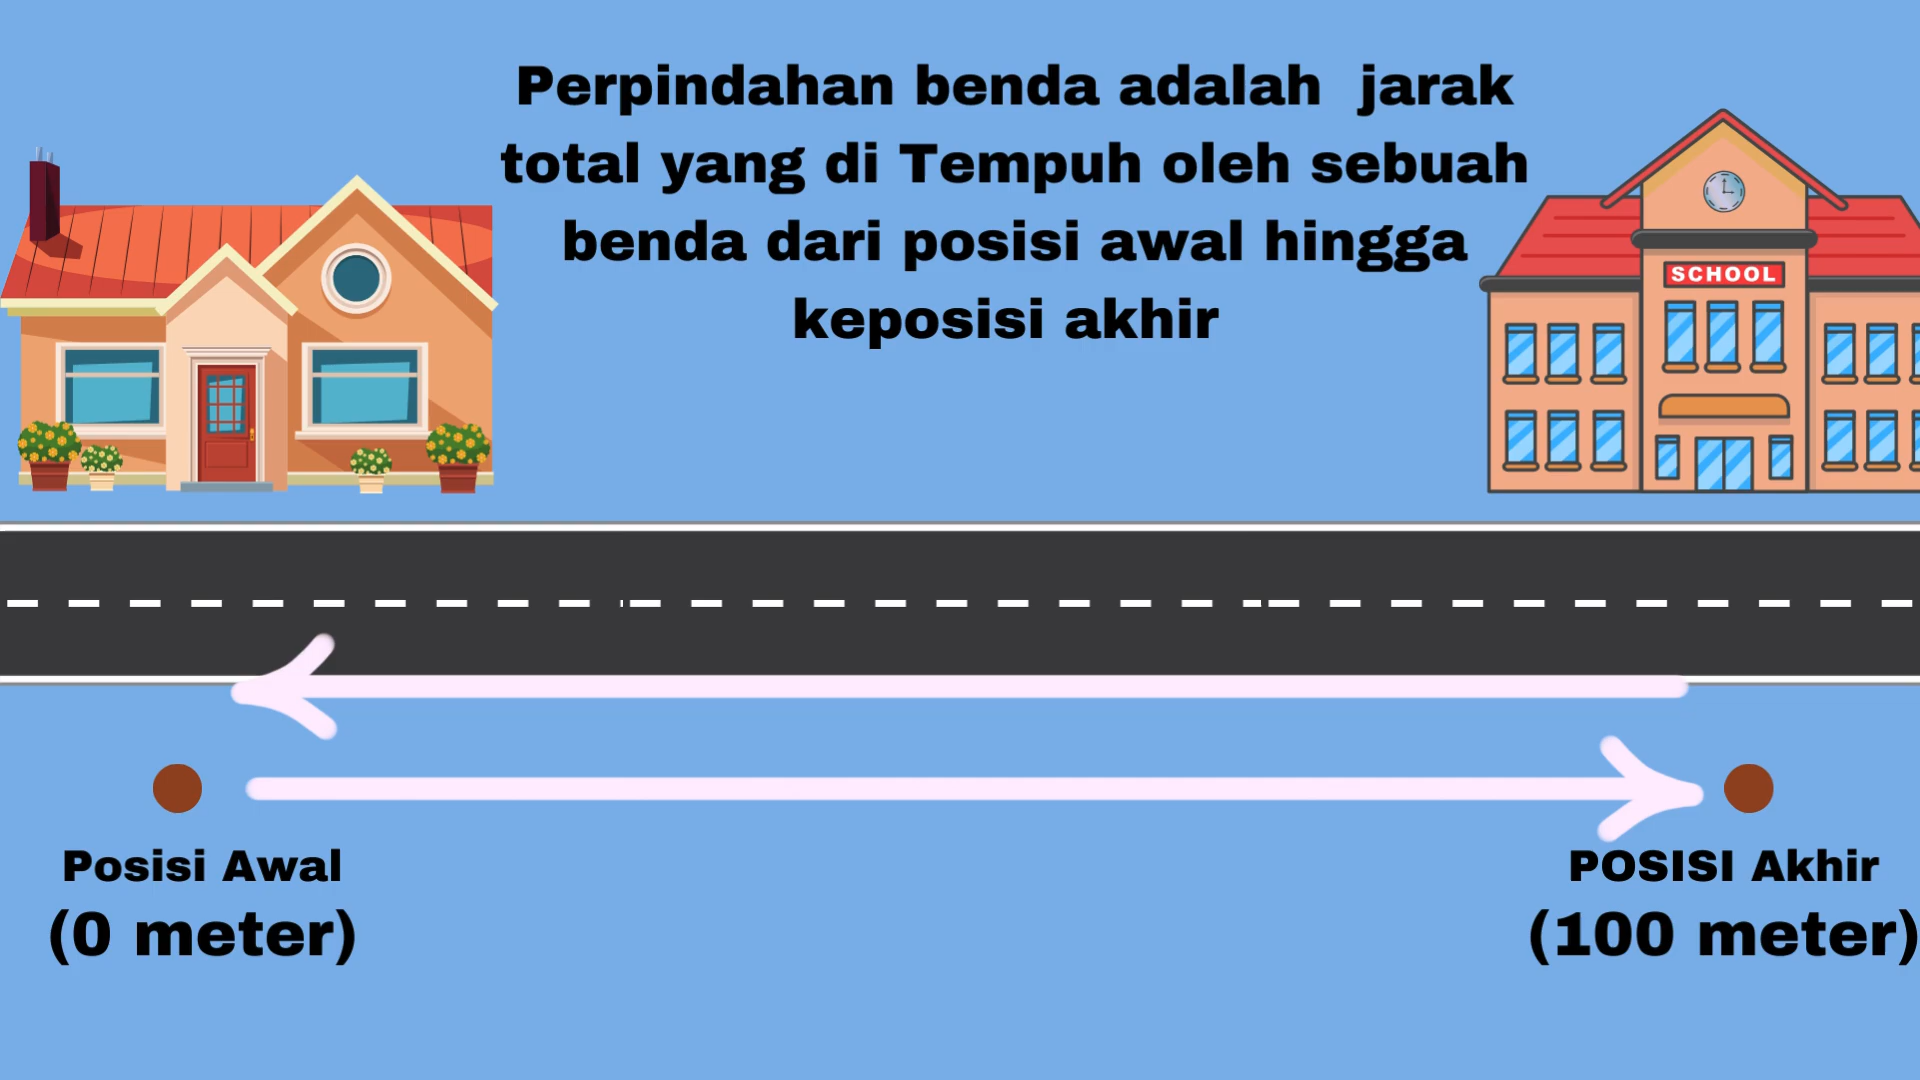 Perpindahan benda adalah  jarak
total yang di Tempuh oleh sebuah
benda dari posisi awal hingga
keposisi akhir
SCHOOL
Posisi Awal
(0 meter)
POSISI Akhir
(100 meter)